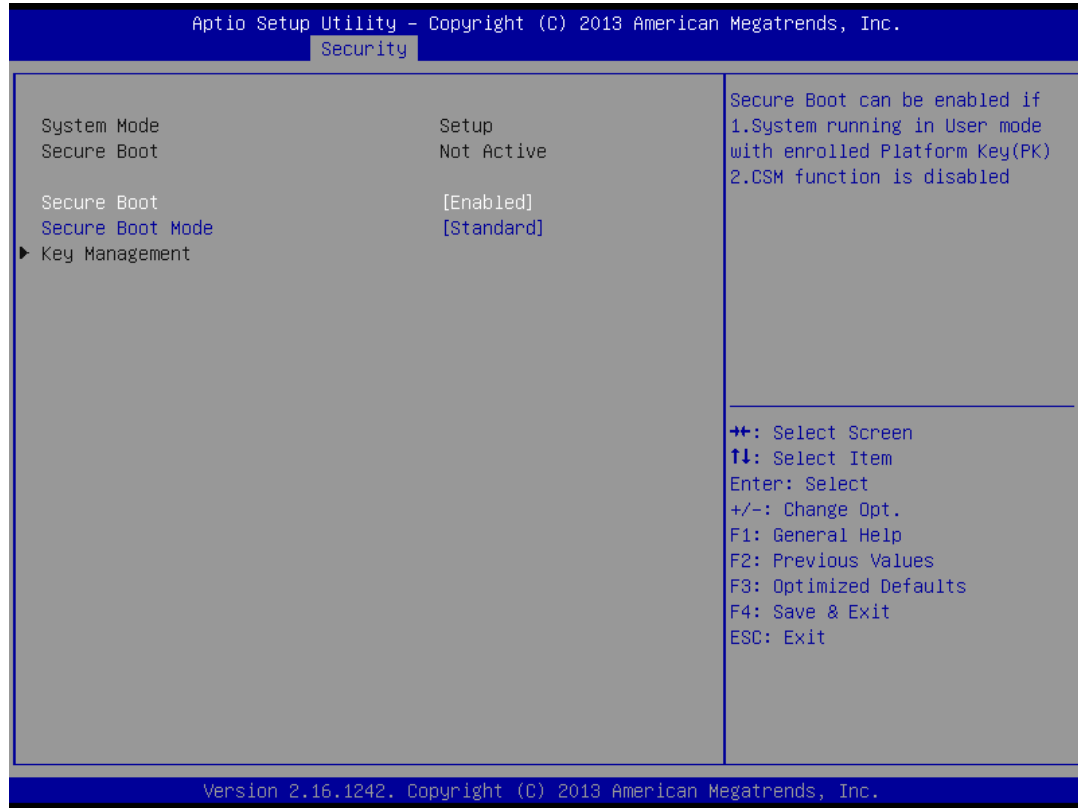 Aptio Setup Utility – Copyright (C) 2013 American Megatrends, Inc.
Security
System Mode Setup
Secure Boot Not Active
Secure Boot [Enabled]
Secure Boot Mode [Standard]
▶ Key Management
Secure Boot can be enabled if
1.System running in User mode
with enrolled Platform Key(PK)
2.CSM function is disabled
→←: Select Screen
↑↓: Select Item
Enter: Select
+/-: Change Opt.
F1: General Help
F2: Previous Values
F3: Optimized Defaults
F4: Save & Exit
ESC: Exit
Version 2.16.1242. Copyright (C) 2013 American Megatrends, Inc.